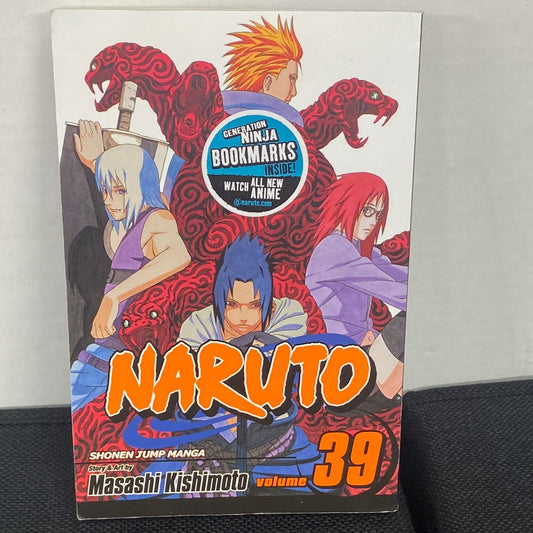 GENERATION
NINJA
BOOKMARKS
INSIDE!
WATCH ALL NEW
ANIME
@naruto.com
NARUTO
SHONEN JUMP MANGA
Story & Art by
Masashi Kishimoto
volume 39